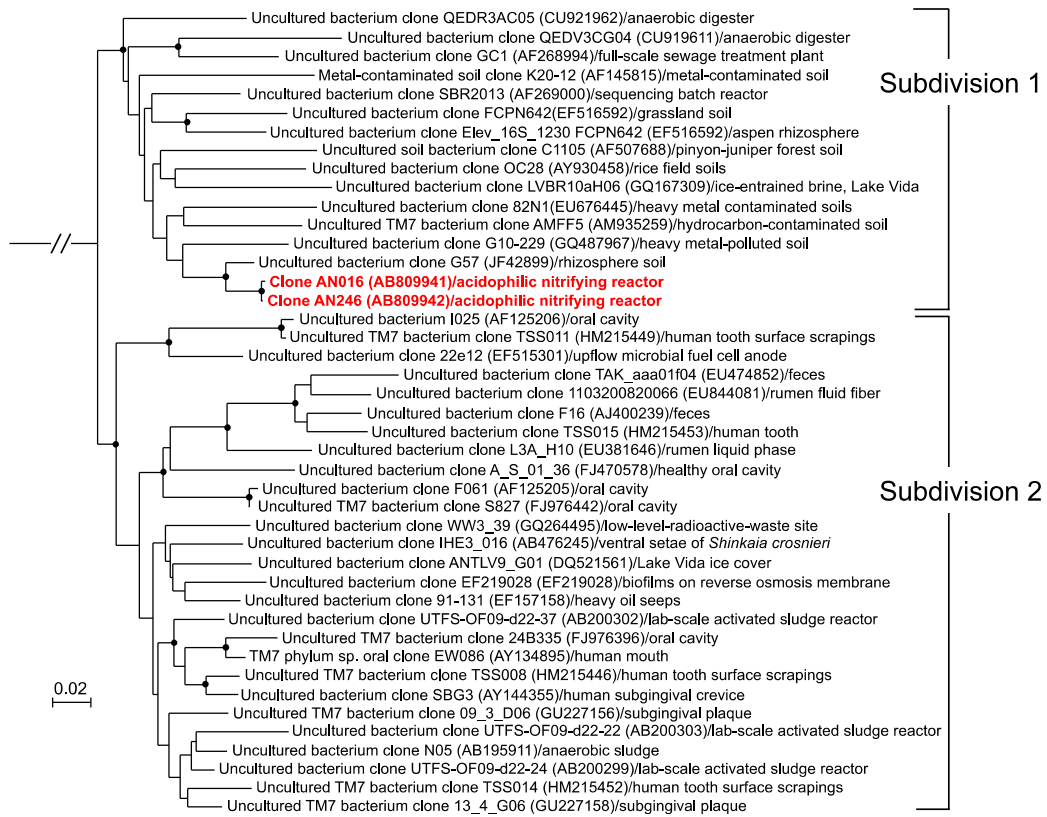 Uncultured bacterium clone QEDR3AC05 (CU921962)/anaerobic digester
Uncultured bacterium clone QEDV3CG04 (CU919611)/anaerobic digester
Uncultured bacterium clone GC1 (AF268994)/full-scale sewage treatment plant
Metal-contaminated soil clone K20-12 (AF145815)/metal-contaminated soil
Subdivision 1
Uncultured bacterium clone SBR2013 (AF269000)/sequencing batch reactor
Uncultured bacterium clone FCPN642(EF516592)/grassland soil
Uncultured bacterium clone Elev_16S_1230 FCPN642 (EF516592)/aspen rhizosphere
Uncultured soil bacterium clone C1105 (AF507688)/pinyon-juniper forest soil
Uncultured bacterium clone OC28 (AY930458)/rice field soils
Uncultured bacterium clone LVBR10aH06 (GQ167309)/ice-entrained brine, Lake Vida
Uncultured bacterium clone 82N1(EU676445)/heavy metal contaminated soils
Uncultured TM7 bacterium clone AMFF5 (AM935259)/hydrocarbon-contaminated soil
Uncultured bacterium clone G10-229 (GQ487967)/heavy metal-polluted soil
Uncultured bacterium clone G57 (JF42899)/rhizosphere soil
Clone AN016 (AB809941)/acidophilic nitrifying reactor
Clone AN246 (AB809942)/acidophilic nitrifying reactor
Uncultured bacterium I025 (AF125206)/oral cavity
Uncultured TM7 bacterium clone TSS011 (HM215449)/human tooth surface scrapings
Uncultured bacterium clone 22e12 (EF515301)/upflow microbial fuel cell anode
Uncultured bacterium clone TAK_aaa01f04 (EU474852)/feces
Uncultured bacterium clone 1103200820066 (EU844081)/rumen fluid fiber
Uncultured bacterium clone F16 (AJ400239)/feces
Uncultured bacterium clone TSS015 (HM215453)/human tooth
Uncultured bacterium clone L3A_H10 (EU381646)/rumen liquid phase
Uncultured bacterium clone A_S_01_36 (FJ470578)/healthy oral cavity
Uncultured bacterium clone F061 (AF125205)/oral cavity
Subdivision 2
Uncultured TM7 bacterium clone S827 (FJ976442)/oral cavity
Uncultured bacterium clone WW3_39 (GQ264495)/low-level-radioactive-waste site
Uncultured bacterium clone IHE3_016 (AB476245)/ventral setae of Shinkaia crosnieri
Uncultured bacterium clone ANTLV9_G01 (DQ521561)/Lake Vida ice cover
Uncultured bacterium clone EF219028 (EF219028)/biofilms on reverse osmosis membrane
Uncultured bacterium clone 91-131 (EF157158)/heavy oil seeps
Uncultured bacterium clone UTFS-OF09-d22-37 (AB200302)/lab-scale activated sludge reactor
Uncultured TM7 bacterium clone 24B335 (FJ976396)/oral cavity
TM7 phylum sp. oral clone EW086 (AY134895)/human mouth
Uncultured TM7 bacterium clone TSS008 (HM215446)/human tooth surface scrapings
0.02
Uncultured bacterium clone SBG3 (AY144355)/human subgingival crevice
Uncultured TM7 bacterium clone 09_3_D06 (GU227156)/subgingival plaque
Uncultured bacterium clone UTFS-OF09-d22-22 (AB200303)/lab-scale activated sludge reactor
Uncultured bacterium clone N05 (AB195911)/anaerobic sludge
Uncultured bacterium clone UTFS-OF09-d22-24 (AB200299)/lab-scale activated sludge reactor
Uncultured TM7 bacterium clone TSS014 (HM215452)/human tooth surface scrapings
Uncultured TM7 bacterium clone 13_4_G06 (GU227158)/subgingival plaque